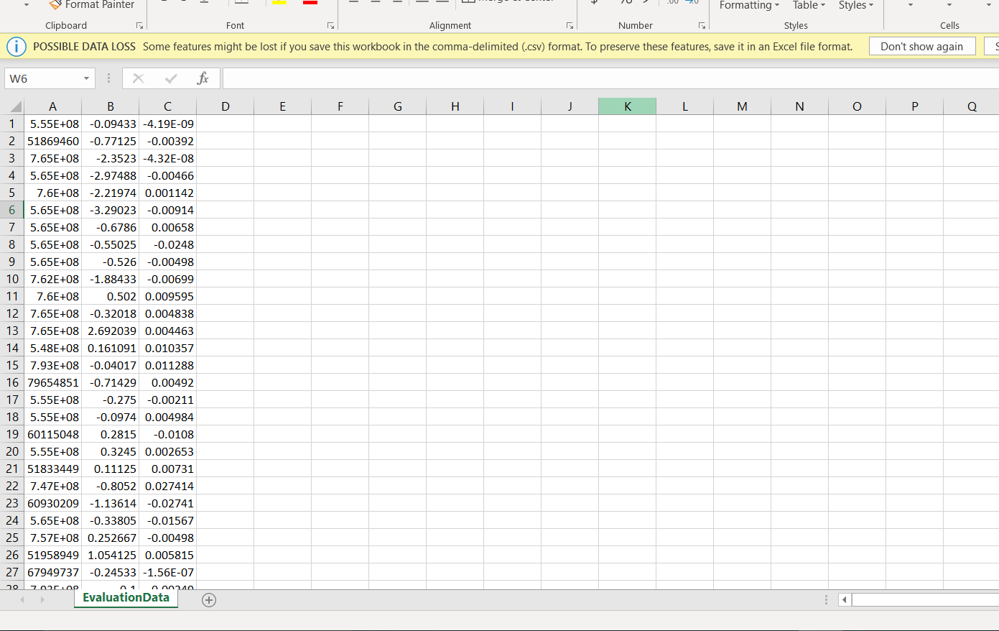 Format Painter Merge & Center $ % 9 .00 →0 Formatting Table Styles
Clipboard Font Alignment Number Styles Cells
POSSIBLE DATA LOSS Some features might be lost if you save this workbook in the comma-delimited (.csv) format. To preserve these features, save it in an Excel file format. Don't show again S
W6 fx
A B C D E F G H I J K L M N O P Q
1 5.55E+08 -0.09433 -4.19E-09
2 51869460 -0.77125 -0.00392
3 7.65E+08 -2.3523 -4.32E-08
4 5.65E+08 -2.97488 -0.00466
5 7.6E+08 -2.21974 0.001142
6 5.65E+08 -3.29023 -0.00914
7 5.65E+08 -0.6786 0.00658
8 5.65E+08 -0.55025 -0.0248
9 5.65E+08 -0.526 -0.00498
10 7.62E+08 -1.88433 -0.00699
11 7.6E+08 0.502 0.009595
12 7.65E+08 -0.32018 0.004838
13 7.65E+08 2.692039 0.004463
14 5.48E+08 0.161091 0.010357
15 7.93E+08 -0.04017 0.011288
16 79654851 -0.71429 0.00492
17 5.55E+08 -0.275 -0.00211
18 5.55E+08 -0.0974 0.004984
19 60115048 0.2815 -0.0108
20 5.55E+08 0.3245 0.002653
21 51833449 0.11125 0.00731
22 7.47E+08 -0.8052 0.027414
23 60930209 -1.13614 -0.02741
24 5.65E+08 -0.33805 -0.01567
25 7.57E+08 0.252667 -0.00498
26 51958949 1.054125 0.005815
27 67949737 -0.24533 -1.56E-07
28
EvaluationData